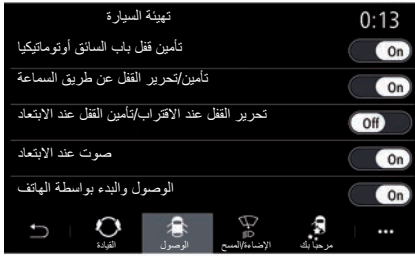 تهيئة السيارة
0:13
تأمين قفل باب السائق أوتوماتيكيا
On
تأمين/تحرير القفل عن طريق السماعة
On
تحرير القفل عند الاقتراب/تأمين القفل عند الابتعاد
Off
صوت عند الابتعاد
On
الوصول والبدء بواسطة الهاتف
On
القيادة
الوصول
الإضاءة/المسح
مرحبًا بك